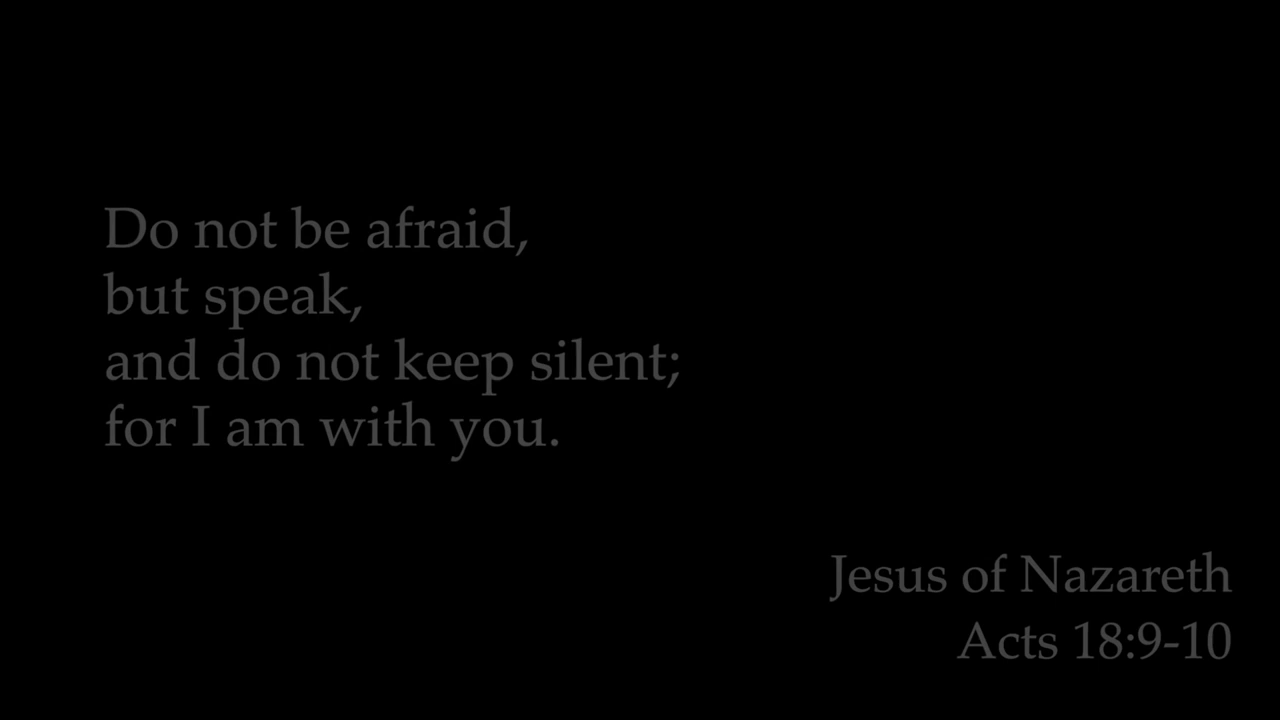 Do not be afraid,
but speak,
and do not keep silent;
for I am with you.
Jesus of Nazareth
Acts 18:9-10